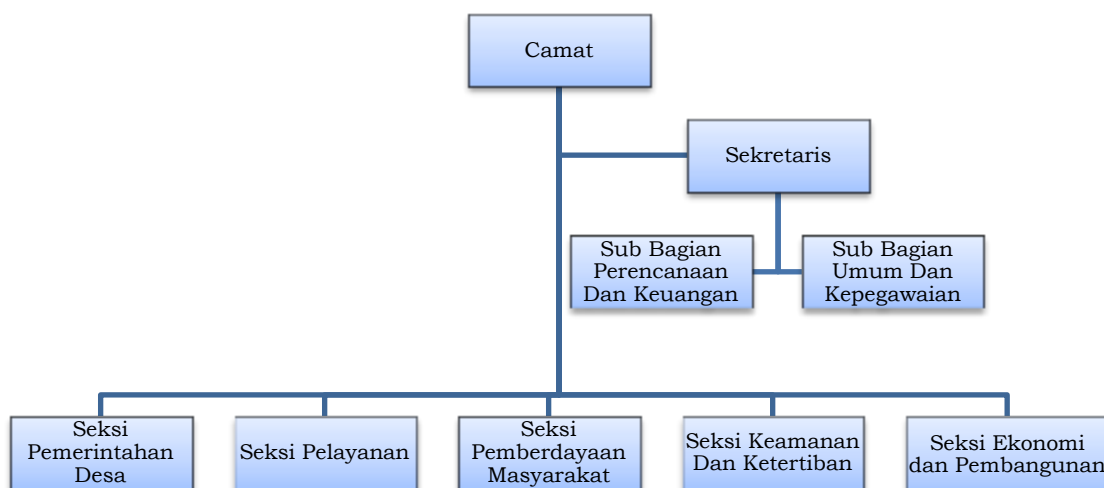 Camat
Sekretaris
Sub Bagian
Perencanaan
Dan Keuangan
Sub Bagian
Umum Dan
Kepegawaian
Seksi
Pemerintahan
Desa
Seksi Pelayanan
Seksi
Pemberdayaan
Masyarakat
Seksi Keamanan
Dan Ketertiban
Seksi Ekonomi
dan Pembangunan